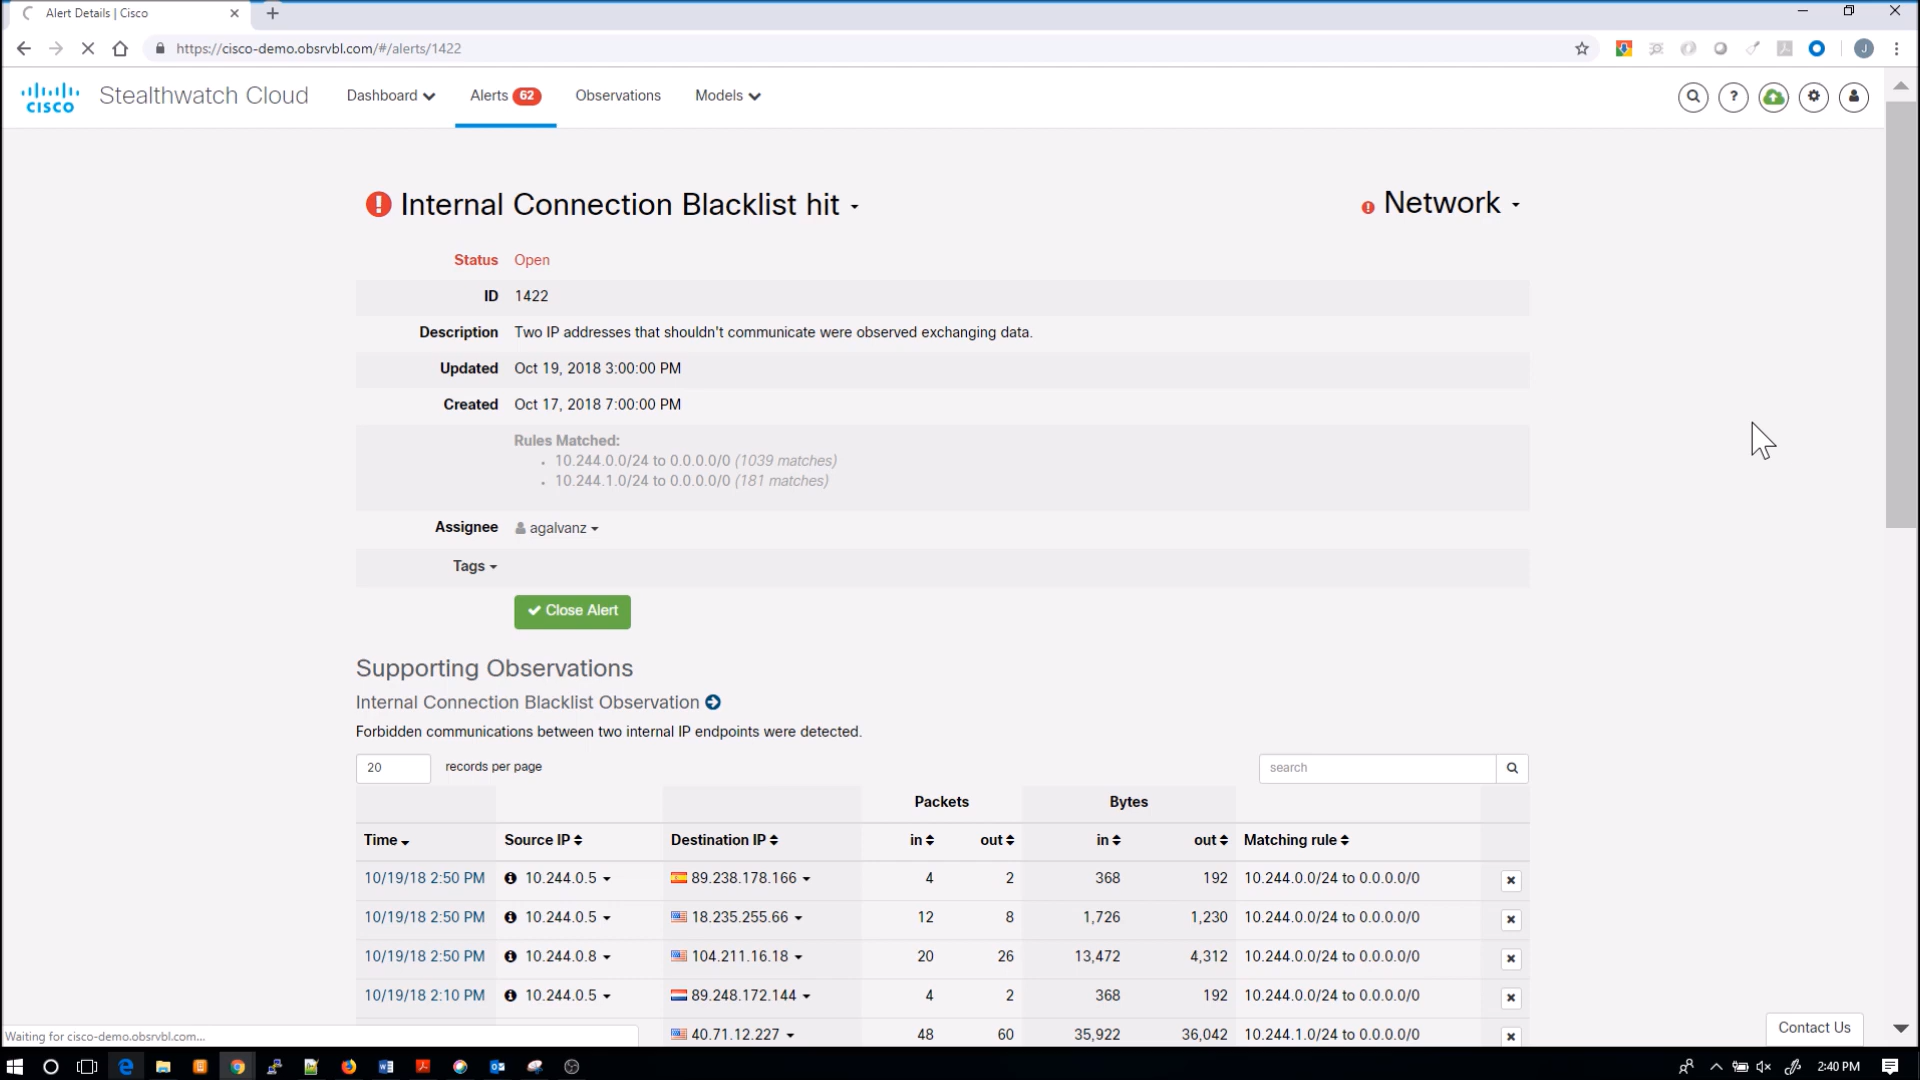 Alert Details | Cisco
https://cisco-demo.obsrvbl.com/#/alerts/1422
J
CISCO Stealthwatch Cloud Dashboard Alerts 62 Observations Models ?
Internal Connection Blacklist hit Network
Status Open
ID 1422
Description Two IP addresses that shouldn't communicate were observed exchanging data.
Updated Oct 19, 2018 3:00:00 PM
Created Oct 17, 2018 7:00:00 PM
Rules Matched:
10.244.0.0/24 to 0.0.0.0/0 (1039 matches)
10.244.1.0/24 to 0.0.0.0/0 (181 matches)
Assignee agalvanz
Tags
Close Alert
Supporting Observations
Internal Connection Blacklist Observation
Forbidden communications between two internal IP endpoints were detected.
20 records per page search
Packets Bytes
Time Source IP Destination IP in out in out Matching rule
10/19/18 2:50 PM 10.244.0.5 89.238.178.166 4 2 368 192 10.244.0.0/24 to 0.0.0.0/0
10/19/18 2:50 PM 10.244.0.5 18.235.255.66 12 8 1,726 1,230 10.244.0.0/24 to 0.0.0.0/0
10/19/18 2:50 PM 10.244.0.8 104.211.16.18 20 26 13,472 4,312 10.244.0.0/24 to 0.0.0.0/0
10/19/18 2:10 PM 10.244.0.5 89.248.172.144 4 2 368 192 10.244.0.0/24 to 0.0.0.0/0
40.71.12.227 48 60 35,922 36,042 10.244.1.0/24 to 0.0.0.0/0
Waiting for cisco-demo.obsrvbl.com...
Contact Us
2:40 PM